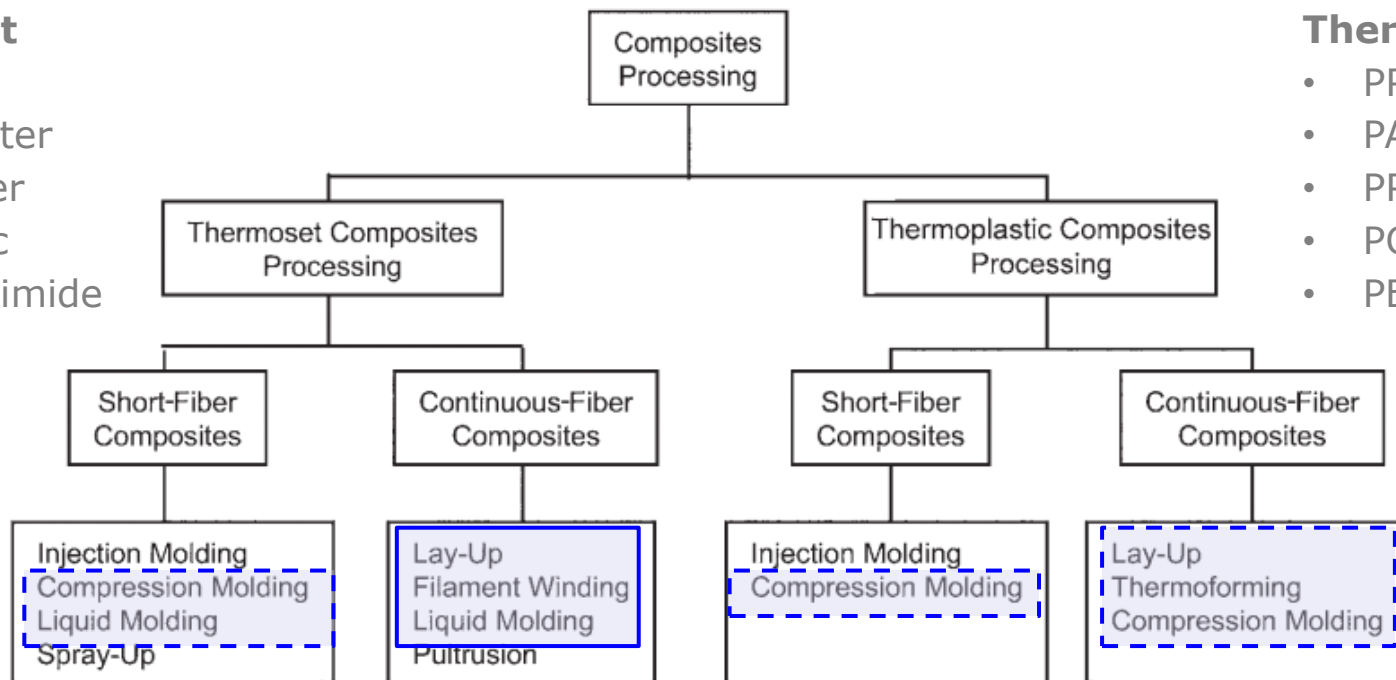 Composites
Processing
Thermoset Composites
Processing
Thermoplastic Composites
Processing
Short-Fiber
Composites
Continuous-Fiber
Composites
Short-Fiber
Composites
Continuous-Fiber
Composites
Injection Molding
Compression Molding
Liquid Molding
Spray-Up
Lay-Up
Filament Winding
Liquid Molding
Pultrusion
Injection Molding
Compression Molding
Lay-Up
Thermoforming
Compression Molding